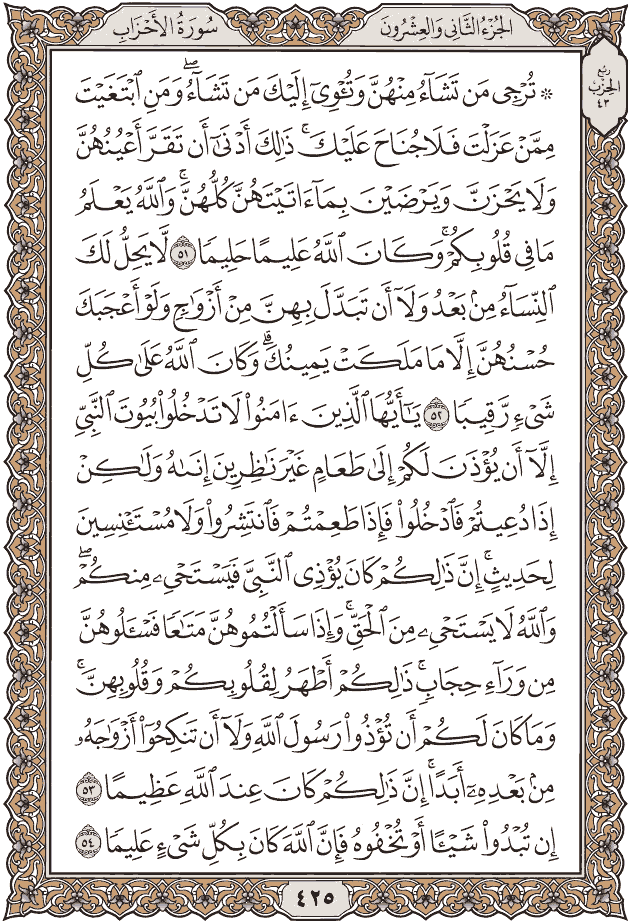 الجزء الثاني والعشرون
سورة الأحزاب
ربع
الحزب
٤٣
۞ تُرْجِى مَن تَشَآءُ مِنْهُنَّ وَتُـْٔوِىٓ إِلَيْكَ مَن تَشَآءُۖ وَمَنِ ٱبْتَغَيْتَ
مِمَّنْ عَزَلْتَ فَلَا جُنَاحَ عَلَيْكَۚ ذَٰلِكَ أَدْنَىٰٓ أَن تَقَرَّ أَعْيُنُهُنَّ
وَلَا يَحْزَنَّ وَيَرْضَيْنَ بِمَآ ءَاتَيْتَهُنَّ كُلُّهُنَّۚ وَٱللَّهُ يَعْلَمُ
مَا فِى قُلُوبِكُمْۚ وَكَانَ ٱللَّهُ عَلِيمًا حَلِيمًا ٥١ لَّا يَحِلُّ لَكَ
ٱلنِّسَآءُ مِنۢ بَعْدُ وَلَآ أَن تَبَدَّلَ بِهِنَّ مِنْ أَزْوَٰجٍ وَلَوْ أَعْجَبَكَ
حُسْنُهُنَّ إِلَّا مَا مَلَكَتْ يَمِينُكَۗ وَكَانَ ٱللَّهُ عَلَىٰ كُلِّ
شَىْءٍ رَّقِيبًا ٥٢ يَـٰٓأَيُّهَا ٱلَّذِينَ ءَامَنُوا۟ لَا تَدْخُلُوا۟ بُيُوتَ ٱلنَّبِىِّ
إِلَّآ أَن يُؤْذَنَ لَكُمْ إِلَىٰ طَعَامٍ غَيْرَ نَـٰظِرِينَ إِنَىٰهُ وَلَـٰكِنْ
إِذَا دُعِيتُمْ فَٱدْخُلُوا۟ فَإِذَا طَعِمْتُمْ فَٱنتَشِرُوا۟ وَلَا مُسْتَـْٔنِسِينَ
لِحَدِيثٍۚ إِنَّ ذَٰلِكُمْ كَانَ يُؤْذِى ٱلنَّبِىَّ فَيَسْتَحْىِۦ مِنكُمْۖ
وَٱللَّهُ لَا يَسْتَحْىِۦ مِنَ ٱلْحَقِّۚ وَإِذَا سَأَلْتُمُوهُنَّ مَتَـٰعًا فَسْـَٔلُوهُنَّ
مِن وَرَآءِ حِجَابٍۚ ذَٰلِكُمْ أَطْهَرُ لِقُلُوبِكُمْ وَقُلُوبِهِنَّۚ
وَمَا كَانَ لَكُمْ أَن تُؤْذُوا۟ رَسُولَ ٱللَّهِ وَلَآ أَن تَنكِحُوٓا۟ أَزْوَٰجَهُۥ
مِنۢ بَعْدِهِۦٓ أَبَدًاۚ إِنَّ ذَٰلِكُمْ كَانَ عِندَ ٱللَّهِ عَظِيمًا ٥٣
إِن تُبْدُوا۟ شَيْـًٔا أَوْ تُخْفُوهُ فَإِنَّ ٱللَّهَ كَانَ بِكُلِّ شَىْءٍ عَلِيمًا ٥٤
٤٢٥